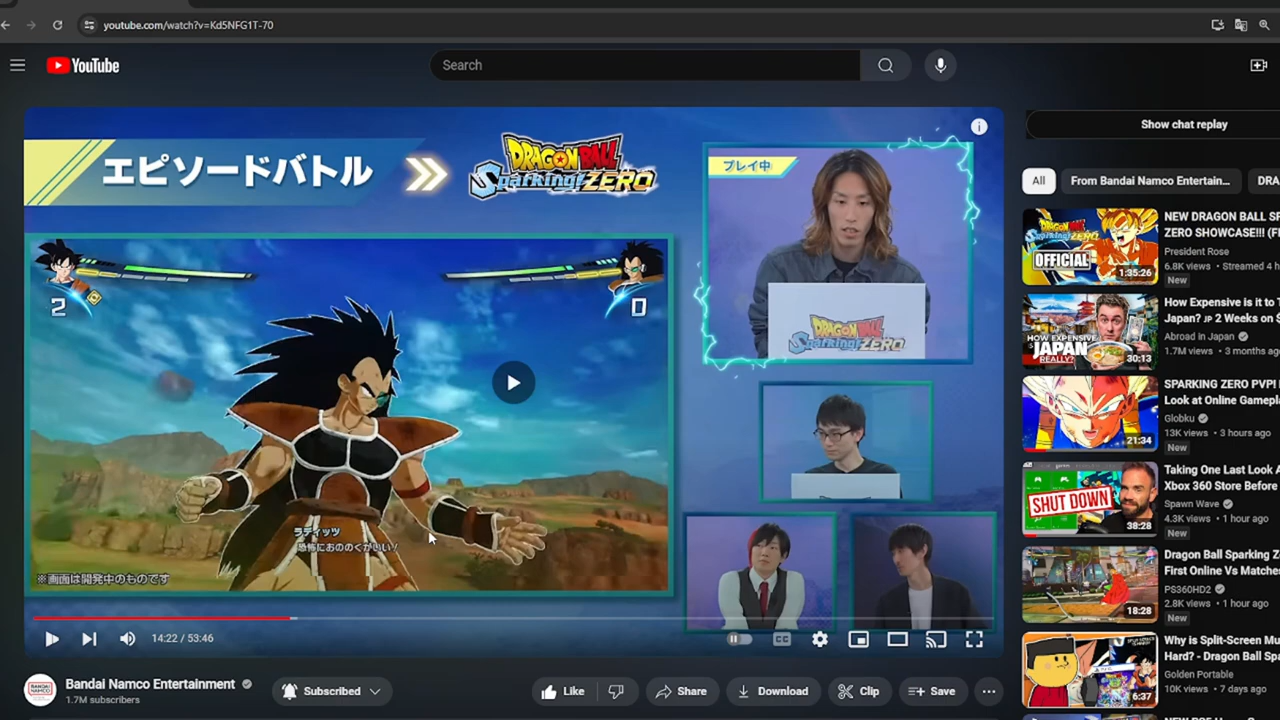 youtube.com/watch?v=Kd5NFG1T-70
YouTube
Search
エピソードバトル
DRAGON BALL
Sparking! ZERO
プレイ中
2
0
ラディッツ
恐怖におののくがいい!
※画面は開発中のものです
DRAGON BALL
Sparking! ZERO
14:22 / 53:46
CC
BANDAI NAMCO
Bandai Namco Entertainment
1.7M subscribers
Subscribed
Like
Share
Download
Clip
Save
Show chat replay
All
From Bandai Namco Entertain...
DRA
OFFICIAL
1:35:26
NEW DRAGON BALL SP
ZERO SHOWCASE!!! (F
President Rose
6.8K views • Streamed 4 h
New
HOW EXPENSIVE IS
JAPAN
REALLY?
30:13
How Expensive is it to T
Japan? JP 2 Weeks on $
Abroad in Japan
1.7M views • 3 months ag
21:34
SPARKING ZERO PVP!
Look at Online Gamepla
Globku
13K views • 3 hours ago
New
SHUT DOWN
38:28
Taking One Last Look A
Xbox 360 Store Before
Spawn Wave
4.3K views • 1 hour ago
New
18:28
Dragon Ball Sparking Z
First Online Vs Matches
PS360HD2
2.8K views • 1 hour ago
New
6:37
Why is Split-Screen Mu
Hard? - Dragon Ball Spa
Golden Portable
10K views • 7 days ago